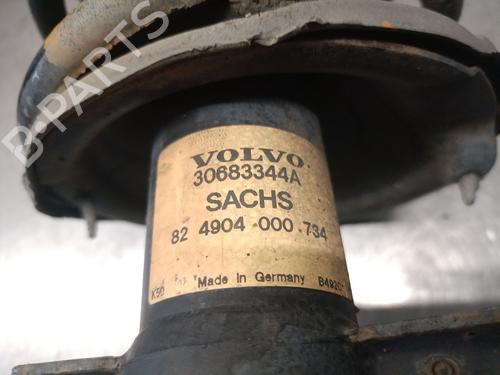 B-PARTS
VOLVO
30683344A
SACHS
82 4904 000 734
Made in Germany